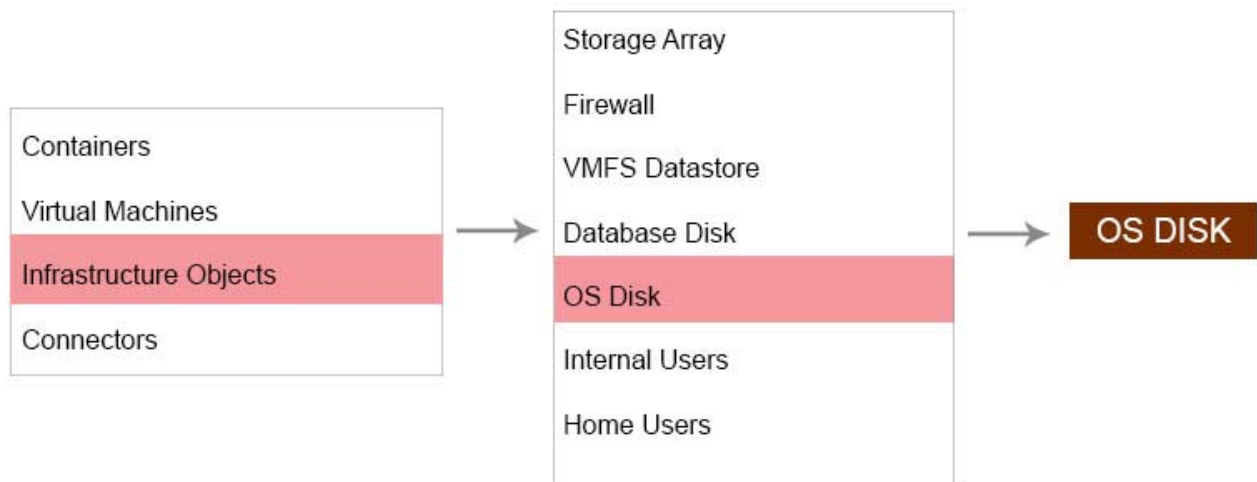 Containers
Virtual Machines
Infrastructure Objects
Connectors
Storage Array
Firewall
VMFS Datastore
Database Disk
OS Disk
Internal Users
Home Users
OS DISK